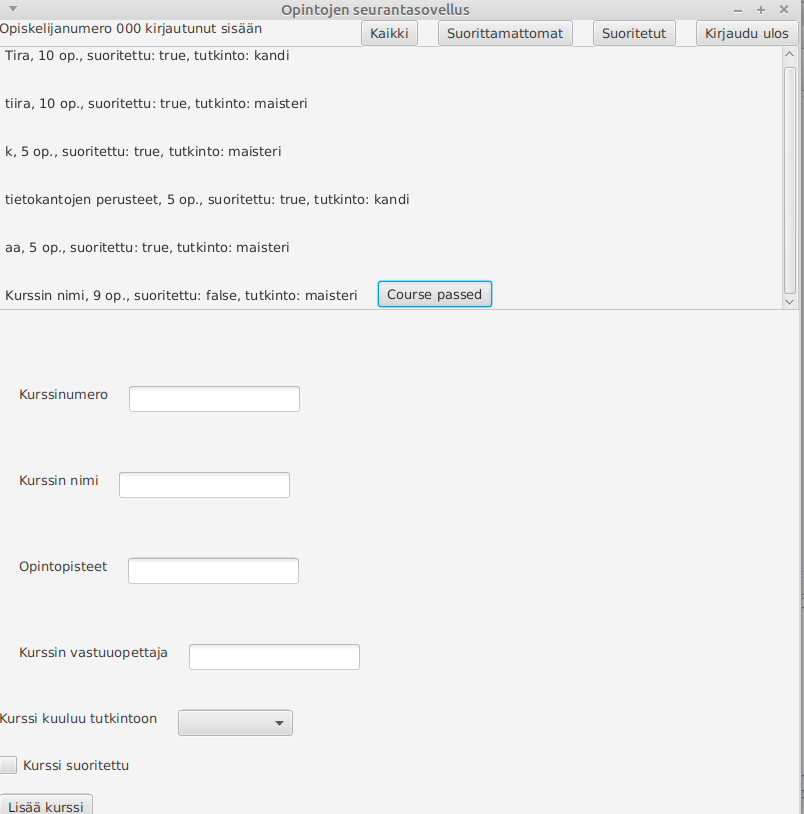 Opintojen seurantasovellus
Opiskelijanumero 000 kirjautunut sisään
Kaikki
Suorittamattomat
Suoritetut
Kirjaudu ulos
Tira, 10 op., suoritettu: true, tutkinto: kandi
tiira, 10 op., suoritettu: true, tutkinto: maisteri
k, 5 op., suoritettu: true, tutkinto: maisteri
tietokantojen perusteet, 5 op., suoritettu: true, tutkinto: kandi
aa, 5 op., suoritettu: true, tutkinto: maisteri
Kurssin nimi, 9 op., suoritettu: false, tutkinto: maisteri
Course passed
Kurssinumero
Kurssin nimi
Opintopisteet
Kurssin vastuuopettaja
Kurssi kuuluu tutkintoon
Kurssi suoritettu
Lisää kurssi